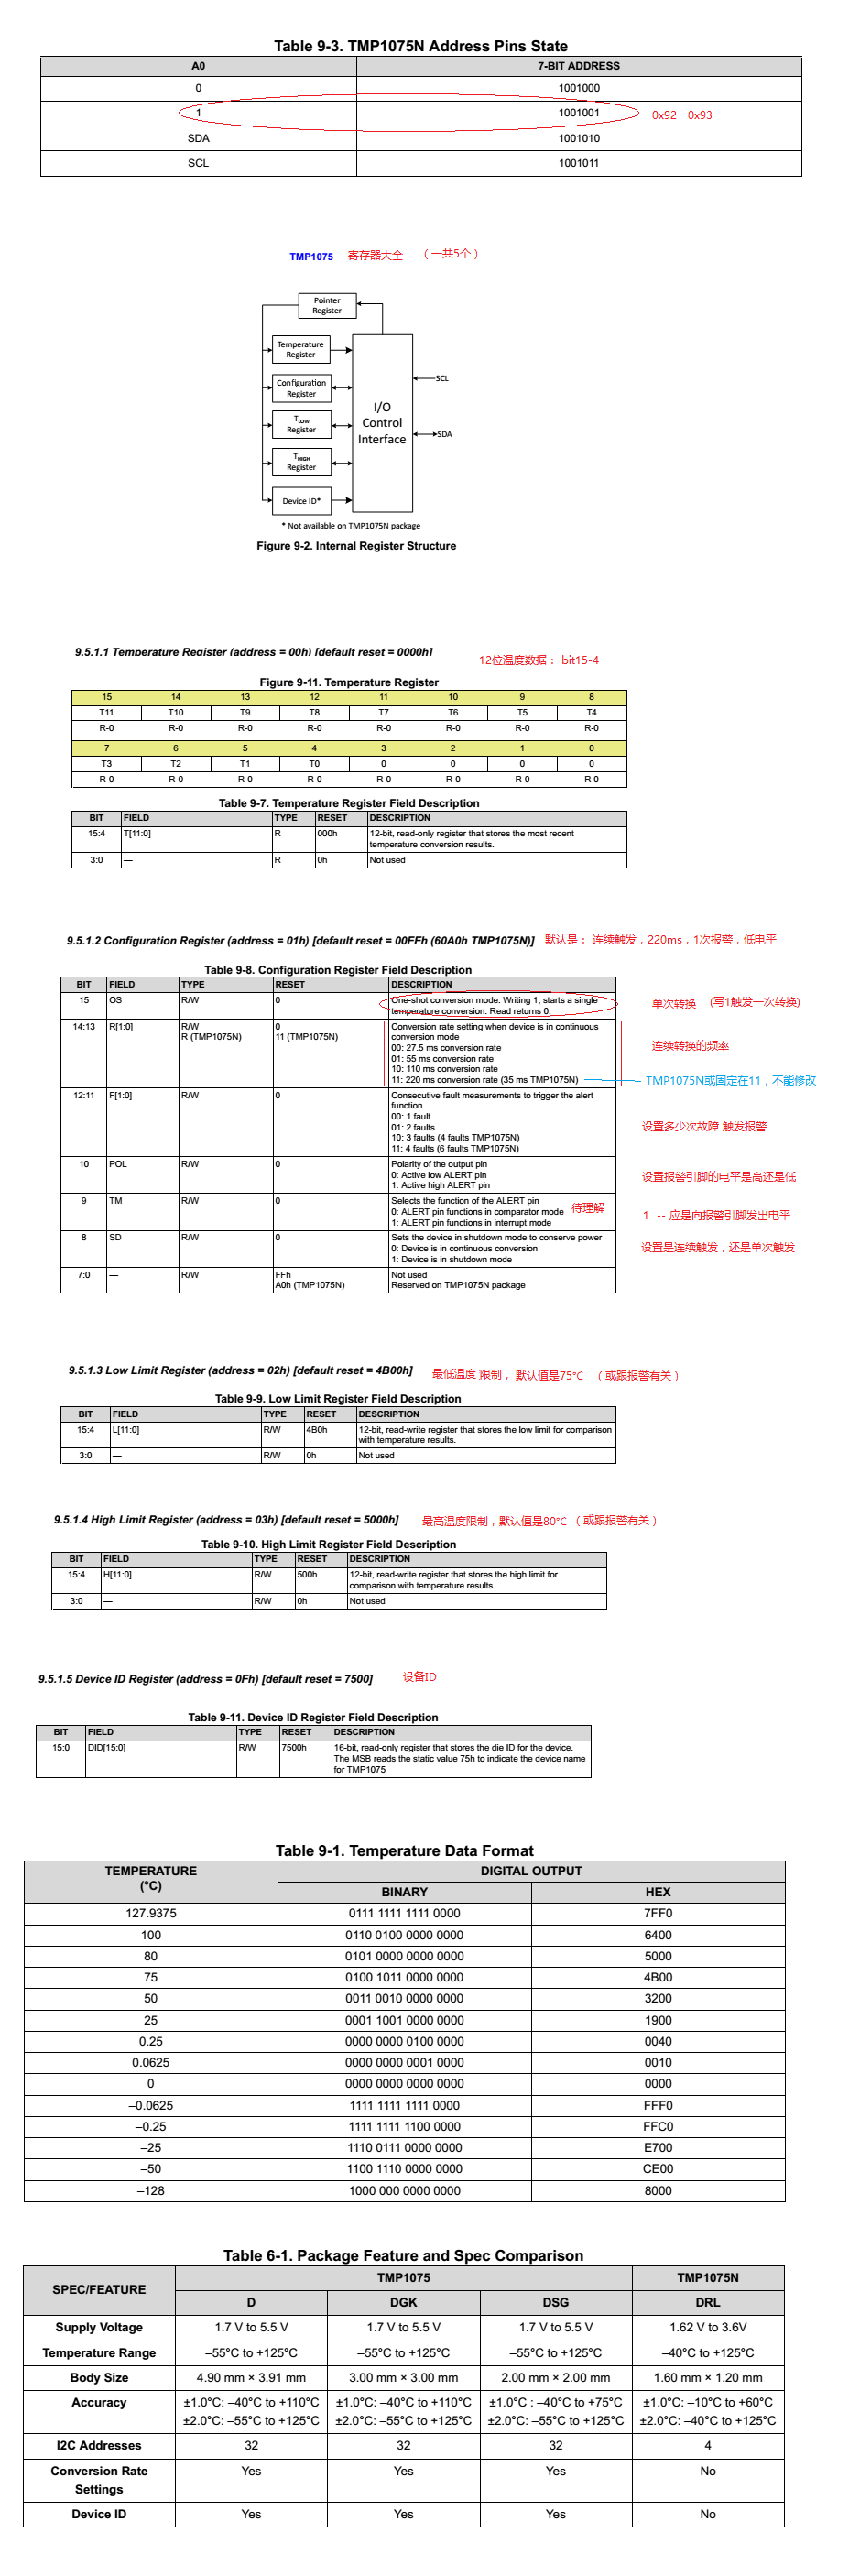 Table 9-3. TMP1075N Address Pins State
A0 7-BIT ADDRESS
0 1001000
1 1001001 0x92 0x93
SDA 1001010
SCL 1001011
TMP1075 寄存器大全 （一共5个）
Pointer
Register
Temperature
Register
Configuration
Register
TLOW
Register
THIGH
Register
Device ID*
I/O
Control
Interface
SCL
SDA
* Not available on TMP1075N package
Figure 9-2. Internal Register Structure
9.5.1.1 Temperature Register (address = 00h) [default reset = 0000h]
12位温度数据： bit15-4
Figure 9-11. Temperature Register
15 14 13 12 11 10 9 8
T11 T10 T9 T8 T7 T6 T5 T4
R-0 R-0 R-0 R-0 R-0 R-0 R-0 R-0
7 6 5 4 3 2 1 0
T3 T2 T1 T0 0 0 0 0
R-0 R-0 R-0 R-0 R-0 R-0 R-0 R-0
Table 9-7. Temperature Register Field Description
BIT FIELD TYPE RESET DESCRIPTION
15:4 T[11:0] R 000h 12-bit, read-only register that stores the most recent
temperature conversion results.
3:0 — R 0h Not used
9.5.1.2 Configuration Register (address = 01h) [default reset = 00FFh (60A0h TMP1075N)] 默认是： 连续触发，220ms，1次报警，低电平
Table 9-8. Configuration Register Field Description
BIT FIELD TYPE RESET DESCRIPTION
15 OS R/W 0 One-shot conversion mode. Writing 1, starts a single
temperature conversion. Read returns 0.
单次转换 (写1触发一次转换)
14:13 R[1:0] R/W 0 Conversion rate setting when device is in continuous
R (TMP1075N) 11 (TMP1075N) conversion mode
00: 27.5 ms conversion rate
01: 55 ms conversion rate
10: 110 ms conversion rate
11: 220 ms conversion rate (35 ms TMP1075N)
连续转换的频率
TMP1075N或固定在11，不能修改
12:11 F[1:0] R/W 0 Consecutive fault measurements to trigger the alert
function
00: 1 fault
01: 2 faults
10: 3 faults (4 faults TMP1075N)
11: 4 faults (6 faults TMP1075N)
设置多少次故障 触发报警
10 POL R/W 0 Polarity of the output pin
0: Active low ALERT pin
1: Active high ALERT pin
设置报警引脚的电平是高还是低
9 TM R/W 0 Selects the function of the ALERT pin
0: ALERT pin functions in comparator mode
1: ALERT pin functions in interrupt mode
待理解
1 -- 应是向报警引脚发出电平
8 SD R/W 0 Sets the device in shutdown mode to conserve power
0: Device is in continuous conversion
1: Device is in shutdown mode
设置是连续触发，还是单次触发
7:0 — R/W FFh Not used
A0h (TMP1075N) Reserved on TMP1075N package
9.5.1.3 Low Limit Register (address = 02h) [default reset = 4B00h] 最低温度 限制， 默认值是75℃ （或跟报警有关）
Table 9-9. Low Limit Register Field Description
BIT FIELD TYPE RESET DESCRIPTION
15:4 L[11:0] R/W 4B0h 12-bit, read-write register that stores the low limit for comparison
with temperature results.
3:0 — R/W 0h Not used
9.5.1.4 High Limit Register (address = 03h) [default reset = 5000h] 最高温度限制，默认值是80℃ （或跟报警有关）
Table 9-10. High Limit Register Field Description
BIT FIELD TYPE RESET DESCRIPTION
15:4 H[11:0] R/W 500h 12-bit, read-write register that stores the high limit for
comparison with temperature results.
3:0 — R/W 0h Not used
9.5.1.5 Device ID Register (address = 0Fh) [default reset = 7500] 设备ID
Table 9-11. Device ID Register Field Description
BIT FIELD TYPE RESET DESCRIPTION
15:0 DID[15:0] R/W 7500h 16-bit, read-only register that stores the die ID for the device.
The MSB reads the static value 75h to indicate the device name
for TMP1075
Table 9-1. Temperature Data Format
TEMPERATURE DIGITAL OUTPUT
(°C) BINARY HEX
127.9375 0111 1111 1111 0000 7FF0
100 0110 0100 0000 0000 6400
80 0101 0000 0000 0000 5000
75 0100 1011 0000 0000 4B00
50 0011 0010 0000 0000 3200
25 0001 1001 0000 0000 1900
0.25 0000 0000 0100 0000 0040
0.0625 0000 0000 0001 0000 0010
0 0000 0000 0000 0000 0000
–0.0625 1111 1111 1111 0000 FFF0
–0.25 1111 1111 1100 0000 FFC0
–25 1110 0111 0000 0000 E700
–50 1100 1110 0000 0000 CE00
–128 1000 000 0000 0000 8000
Table 6-1. Package Feature and Spec Comparison
SPEC/FEATURE TMP1075 TMP1075N
D DGK DSG DRL
Supply Voltage 1.7 V to 5.5 V 1.7 V to 5.5 V 1.7 V to 5.5 V 1.62 V to 3.6V
Temperature Range –55°C to +125°C –55°C to +125°C –55°C to +125°C –40°C to +125°C
Body Size 4.90 mm × 3.91 mm 3.00 mm × 3.00 mm 2.00 mm × 2.00 mm 1.60 mm × 1.20 mm
Accuracy ±1.0°C: –40°C to +110°C ±1.0°C: –40°C to +110°C ±1.0°C : –40°C to +75°C ±1.0°C: –10°C to +60°C
±2.0°C: –55°C to +125°C ±2.0°C: –55°C to +125°C ±2.0°C: –55°C to +125°C ±2.0°C: –40°C to +125°C
I2C Addresses 32 32 32 4
Conversion Rate Yes Yes Yes No
Settings
Device ID Yes Yes Yes No